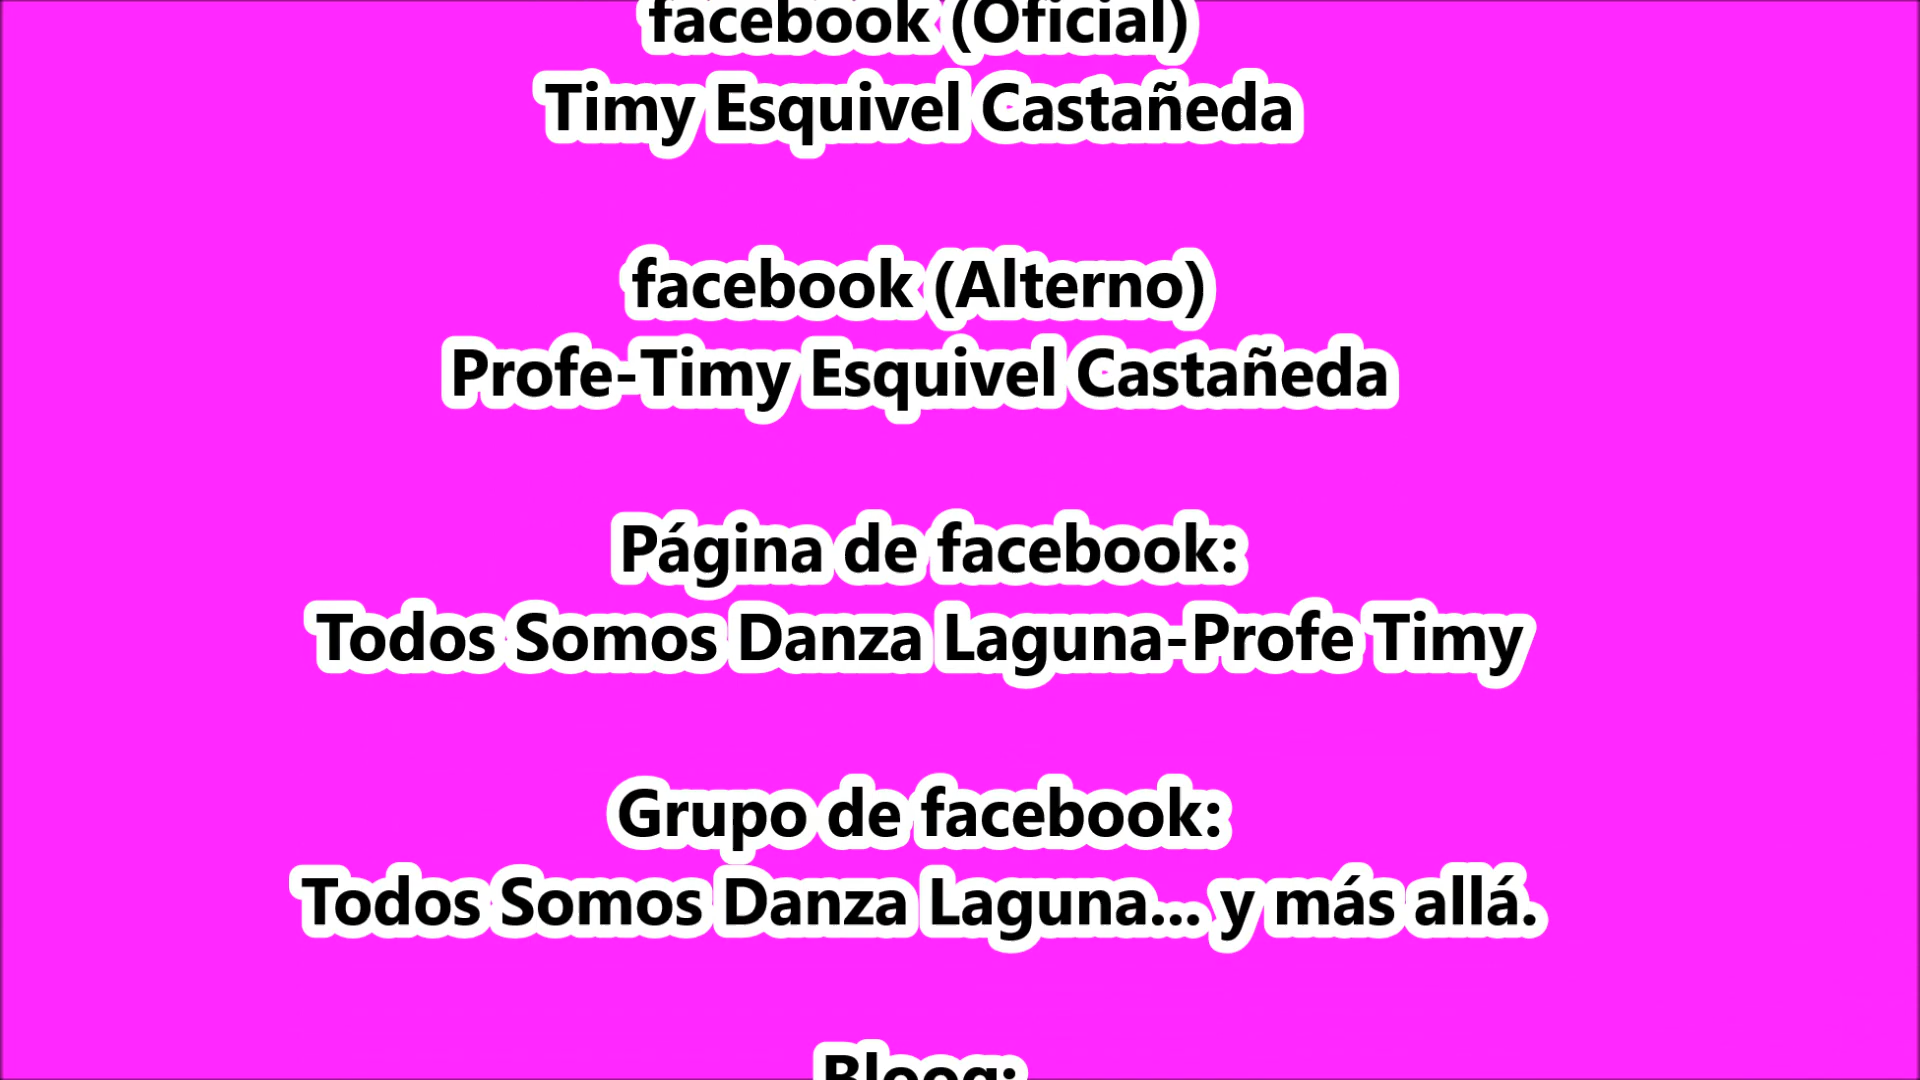 facebook (Oficial)
Timy Esquivel Castañeda
facebook (Alterno)
Profe-Timy Esquivel Castañeda
Página de facebook:
Todos Somos Danza Laguna-Profe Timy
Grupo de facebook:
Todos Somos Danza Laguna... y más allá.
Bloog: